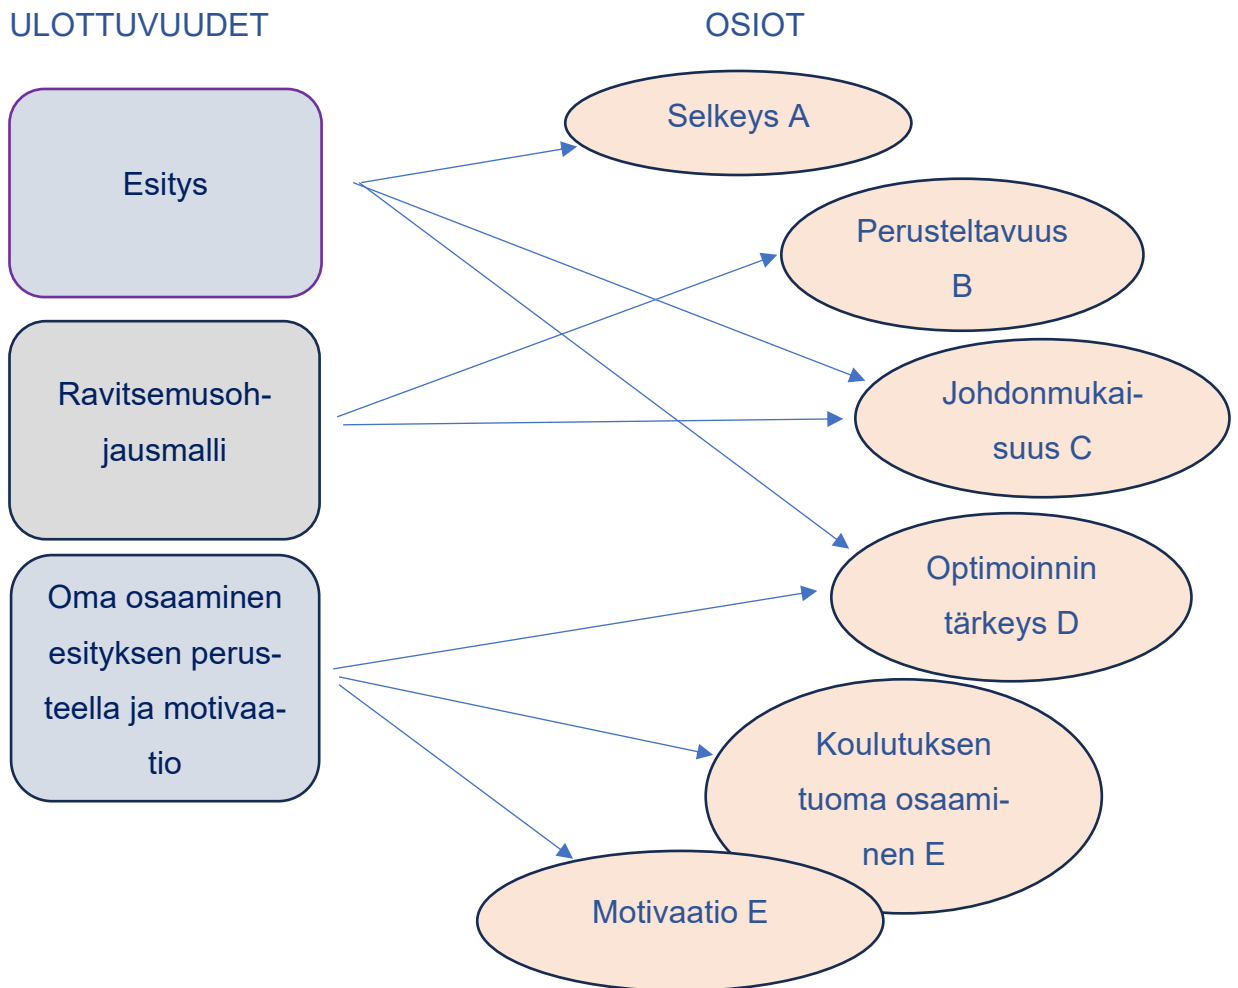 ULOTTUVUUDET
OSIOT
Esitys
Ravitsemusoh-
jausmalli
Oma osaaminen
esityksen perus-
teella ja motivaa-
tio
Selkeys A
Perusteltavuus
B
Johdonmukai-
suus C
Optimoinnin
tärkeys D
Koulutuksen
tuoma osaami-
nen E
Motivaatio E